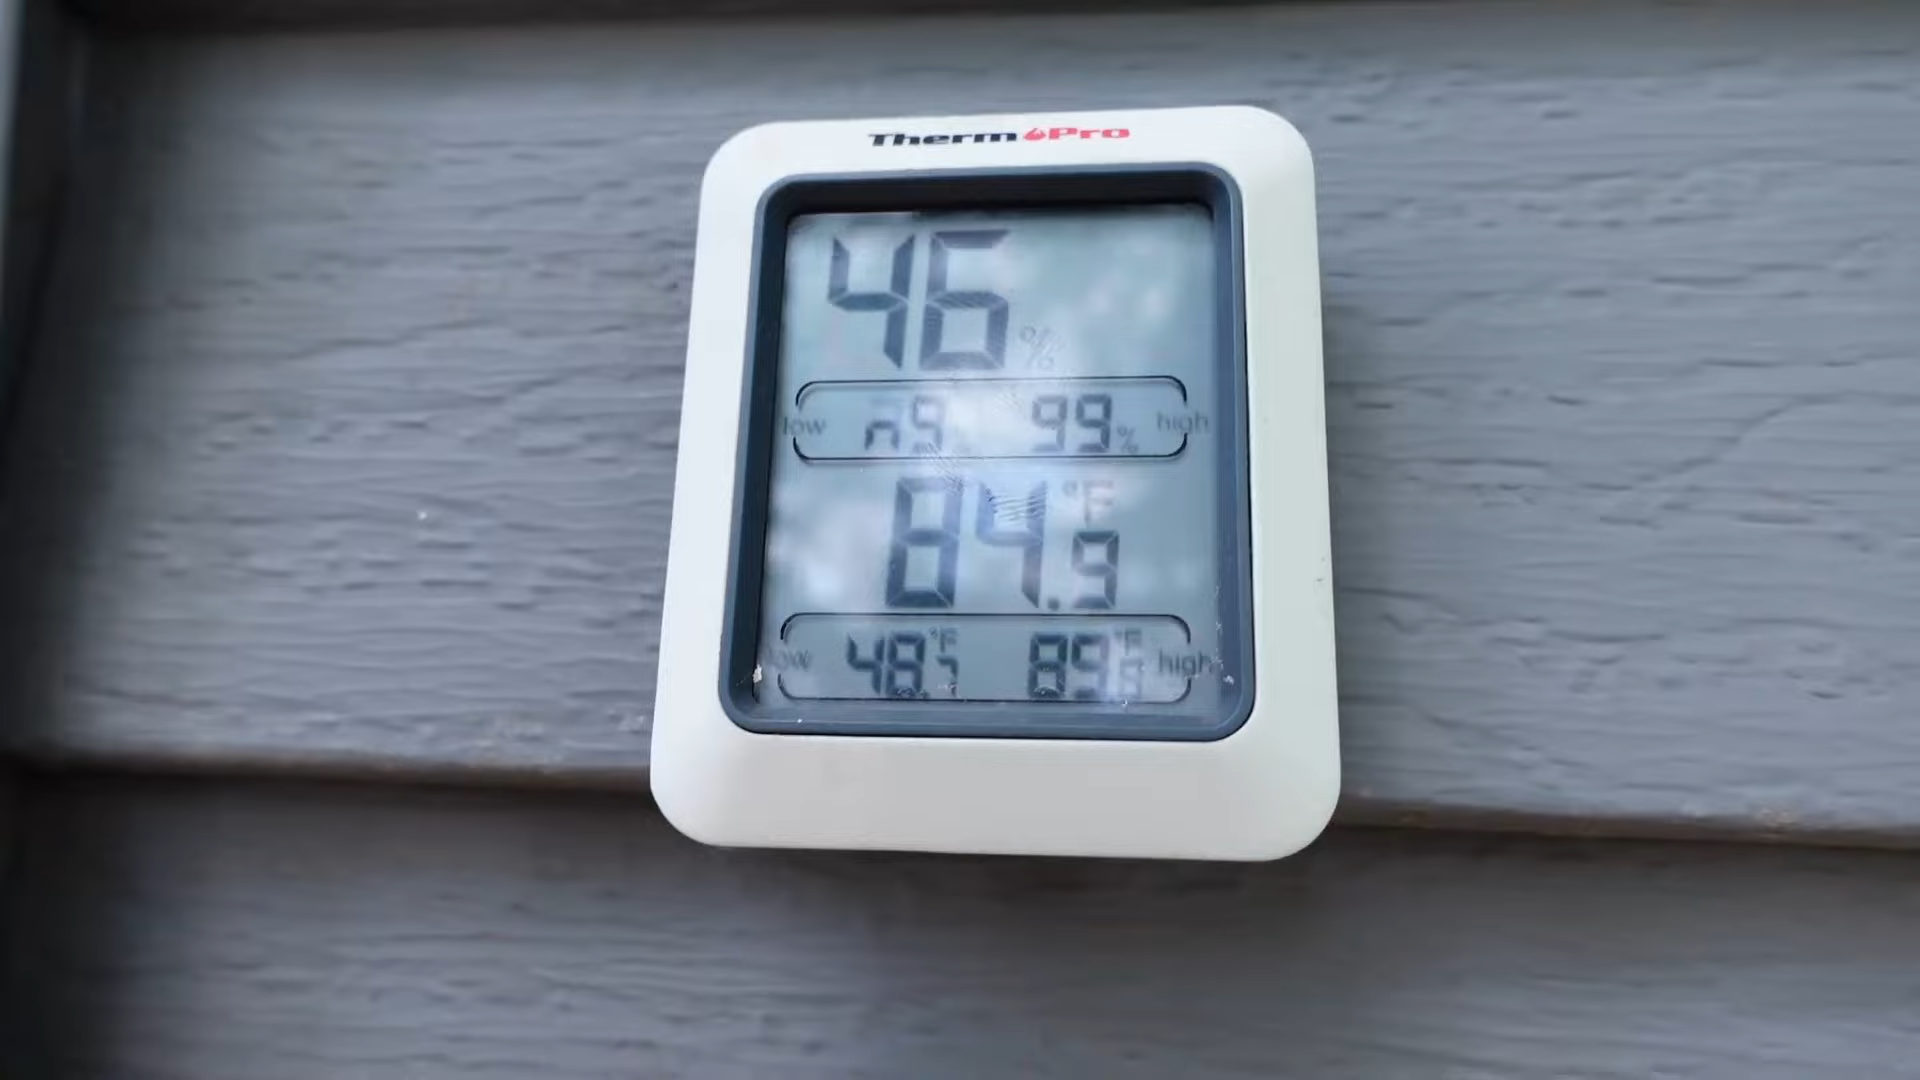 ThermoPro
46%
low 99% high
84.9°F
low 48. °F 89. °F high